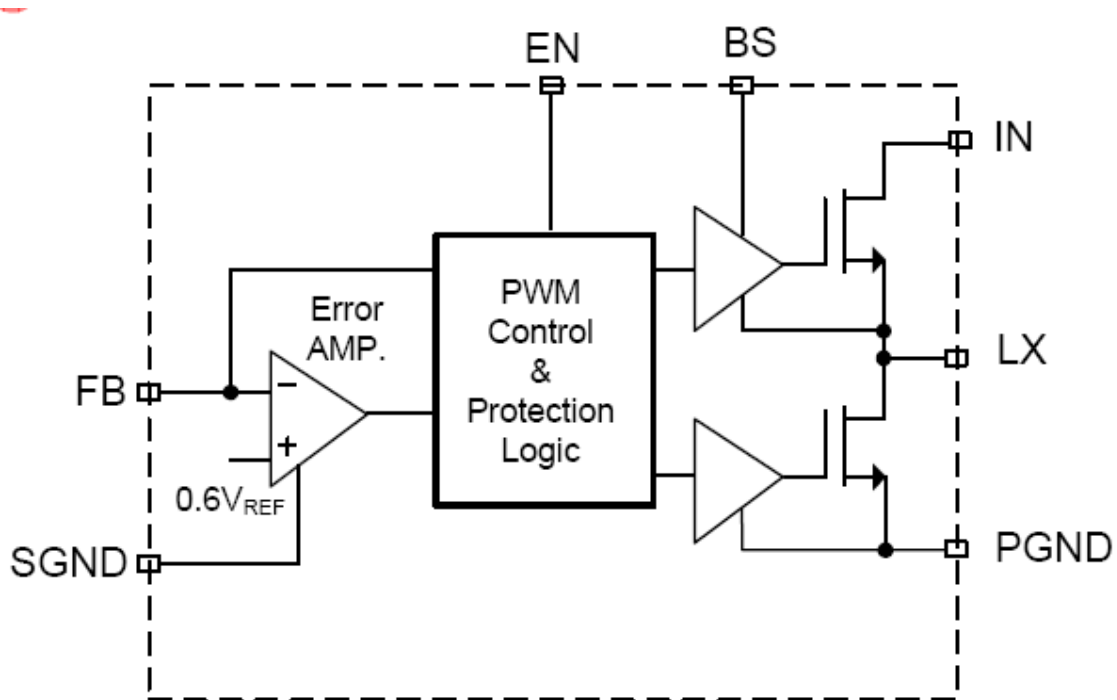 EN
BS
IN
PWM
Control
&
Protection
Logic
Error
AMP.
LX
FB
−
+
0.6VREF
SGND
PGND